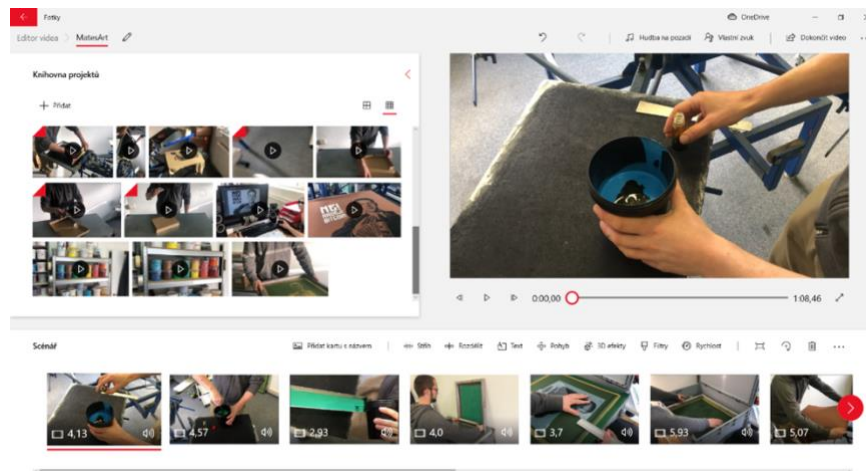 Fotky
OneDrive
Editor videa > MatesArt
Hudba na pozadí
Vlastní zvuk
Dokončit video
Knihovna projektů
Přidat
0:00,00
1:08,46
Scénář
Přidat kartu s názvem
Střih
Rozdělit
Text
Pohyb
3D efekty
Filtry
Rychlost
4,13
4,57
2,93
4,0
3,7
5,93
5,07